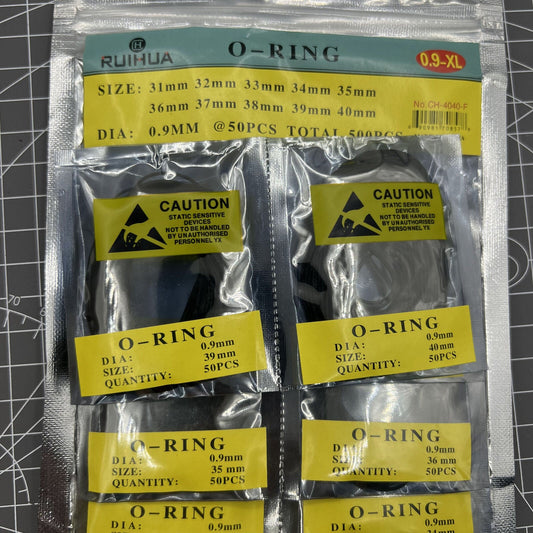 RUIHUA
O-RING
0.9-XL
SIZE: 31mm 32mm 33mm 34mm 35mm
36mm 37mm 38mm 39mm 40mm
No.CH-4040-F
DIA: 0.9MM @50PCS TOTAL 500PCS
CAUTION
STATIC SENSITIVE
DEVICES
NOT TO BE HANDLED
BY UNAUTHORISED
PERSONNEL YX
O-RING
DIA: 0.9mm
SIZE: 39mm
QUANTITY: 50PCS
CAUTION
STATIC SENSITIVE
DEVICES
NOT TO BE HANDLED
BY UNAUTHORISED
PERSONNEL YX
O-RING
DIA: 0.9mm
SIZE: 40mm
QUANTITY: 50PCS
O-RING
DIA: 0.9mm
SIZE: 35 mm
QUANTITY: 50PCS
O-RING
DIA: 0.9mm
SIZE: 36 mm
QUANTITY: 50PCS
O-RING
DIA: 0.9mm
O-RING
DIA: 0.9mm